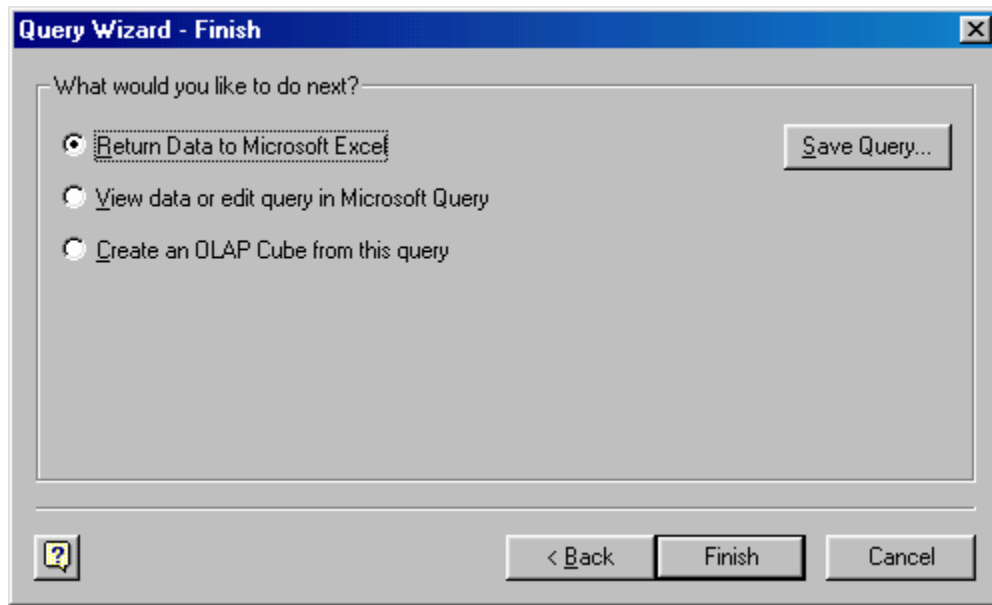 Query Wizard - Finish
What would you like to do next?
Return Data to Microsoft Excel
Save Query...
View data or edit query in Microsoft Query
Create an OLAP Cube from this query
?
< Back
Finish
Cancel